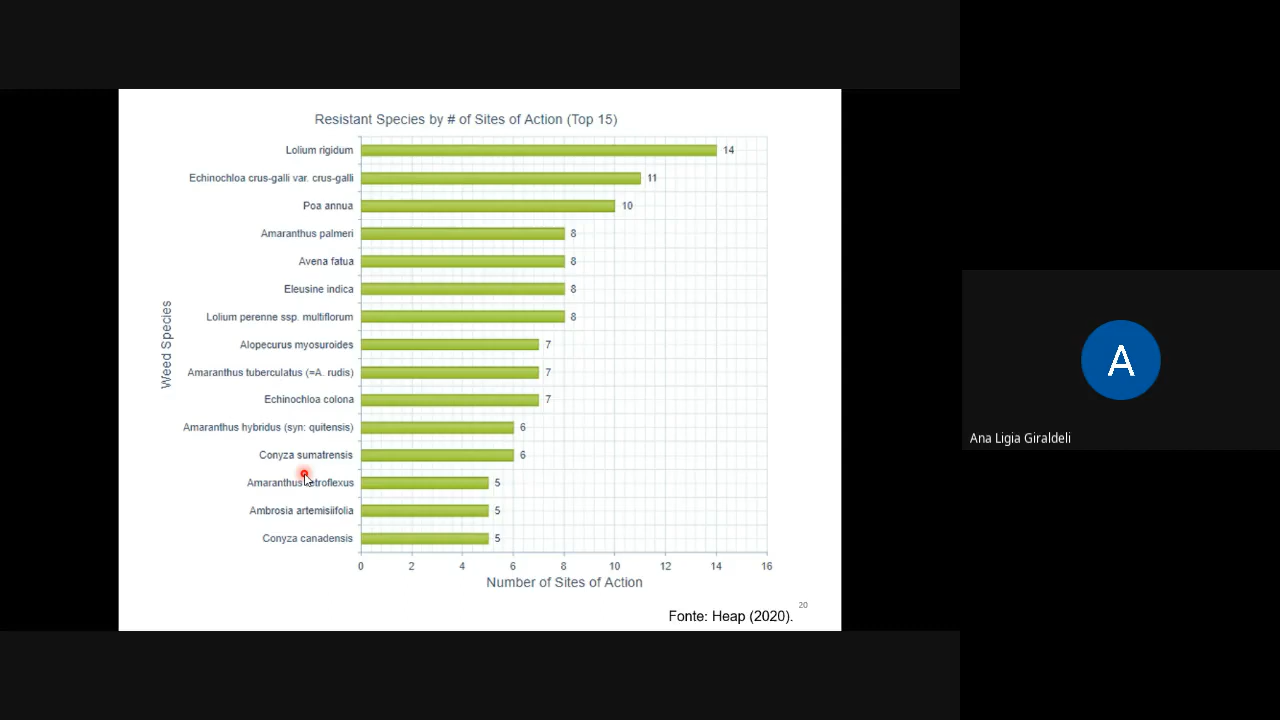 Resistant Species by # of Sites of Action (Top 15)
Lolium rigidum 14
Echinochloa crus-galli var. crus-galli 11
Poa annua 10
Amaranthus palmeri 8
Avena fatua 8
Eleusine indica 8
Lolium perenne ssp. multiflorum 8
Alopecurus myosuroides 7
Amaranthus tuberculatus (=A. rudis) 7
Echinochloa colona 7
Amaranthus hybridus (syn: quitensis) 6
Conyza sumatrensis 6
Amaranthus retroflexus 5
Ambrosia artemisiifolia 5
Conyza canadensis 5
Weed Species
0 2 4 6 8 10 12 14 16
Number of Sites of Action
Fonte: Heap (2020).
20
A
Ana Ligia Giraldeli